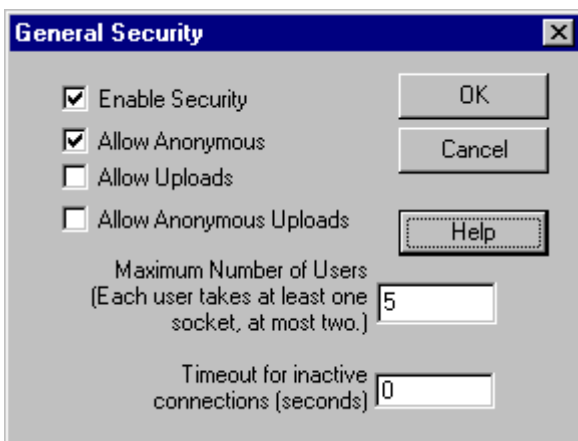 General Security
Enable Security
OK
Allow Anonymous
Cancel
Allow Uploads
Allow Anonymous Uploads
Help
Maximum Number of Users
(Each user takes at least one
socket, at most two.)
5
Timeout for inactive
connections (seconds)
0